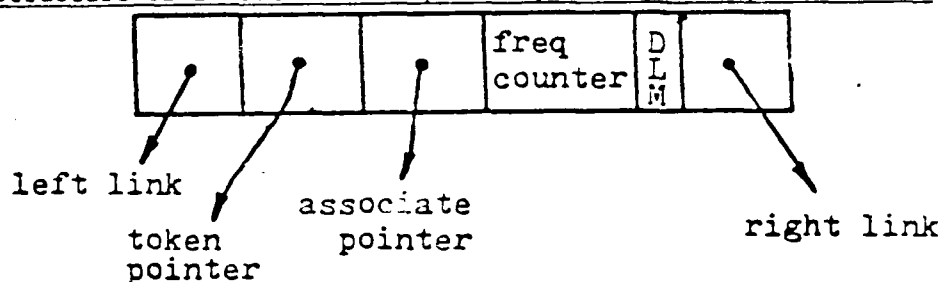 freq
counter
D
L
M
left link
token
pointer
associate
pointer
right link